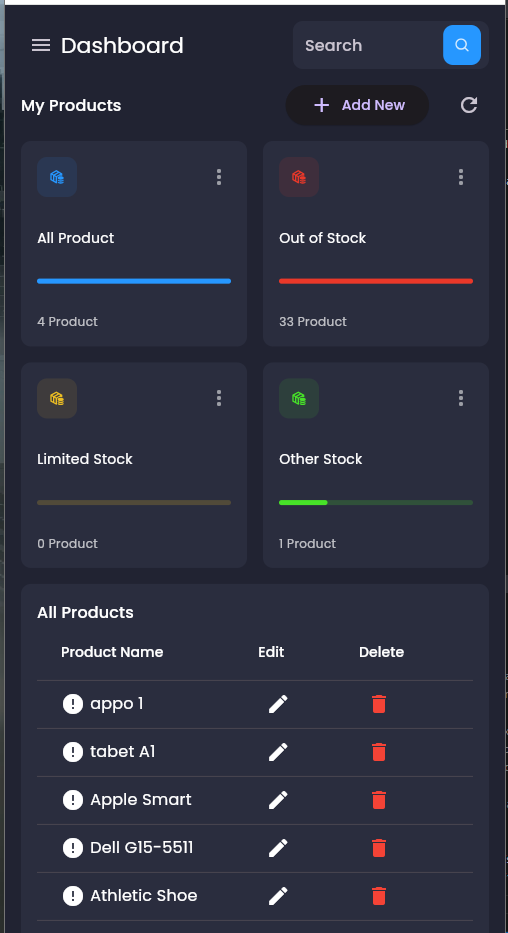 Dashboard
Search
My Products
+ Add New
All Product
4 Product
Out of Stock
33 Product
Limited Stock
0 Product
Other Stock
1 Product
All Products
Product Name Edit Delete
appo 1
tabet A1
Apple Smart
Dell G15-5511
Athletic Shoe